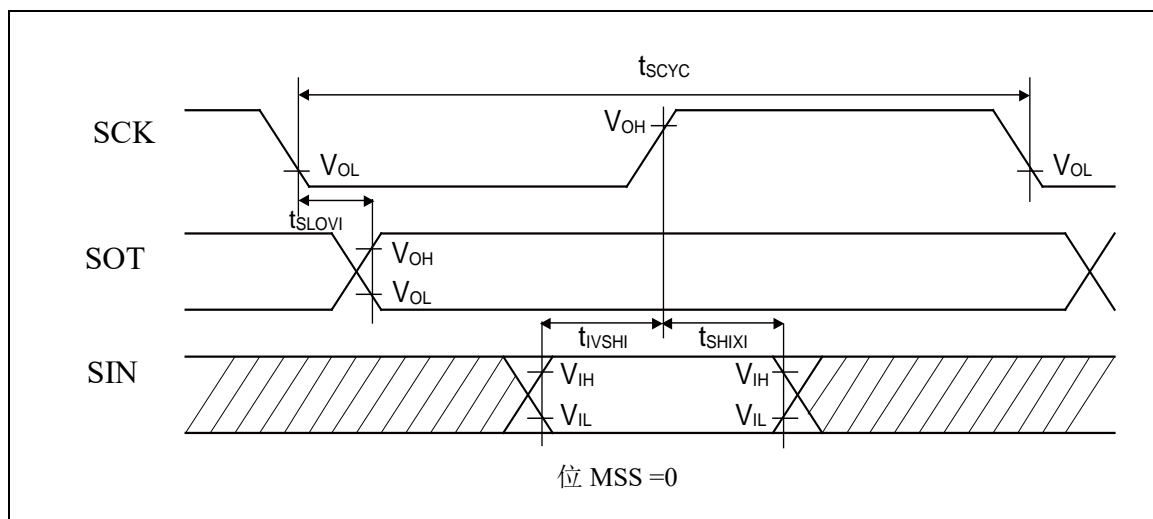 tSCYC
SCK
VOH
VOL
VOL
tSLOVI
SOT
VOH
VOL
tIVSHI
tSHIXI
SIN
VIH
VIH
VIL
VIL
位 MSS =0